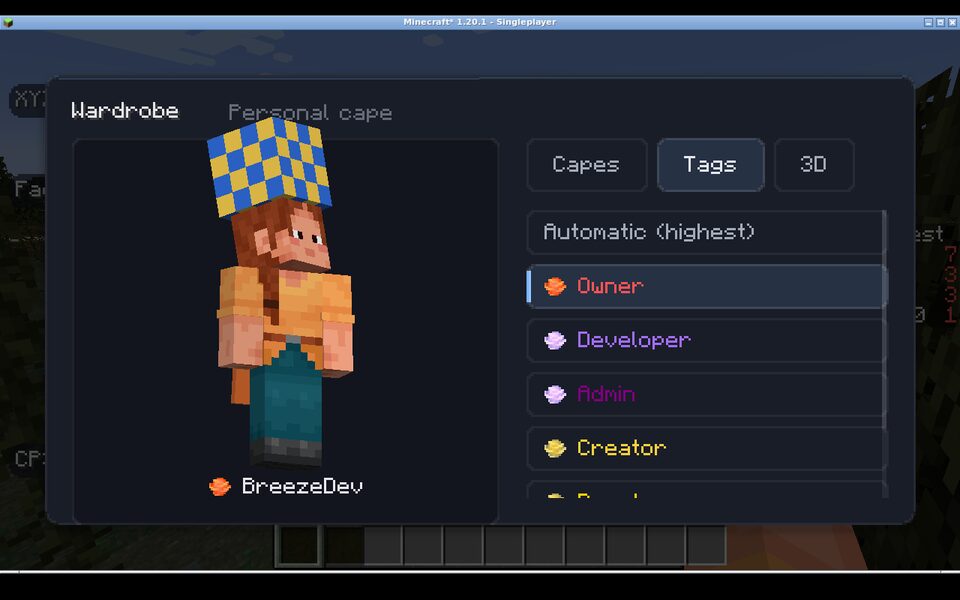 Minecraft* 1.20.1 - Singleplayer
Wardrobe
Personal cape
Capes
Tags
3D
Automatic (highest)
Owner
Developer
Admin
Creator
BreezeDev